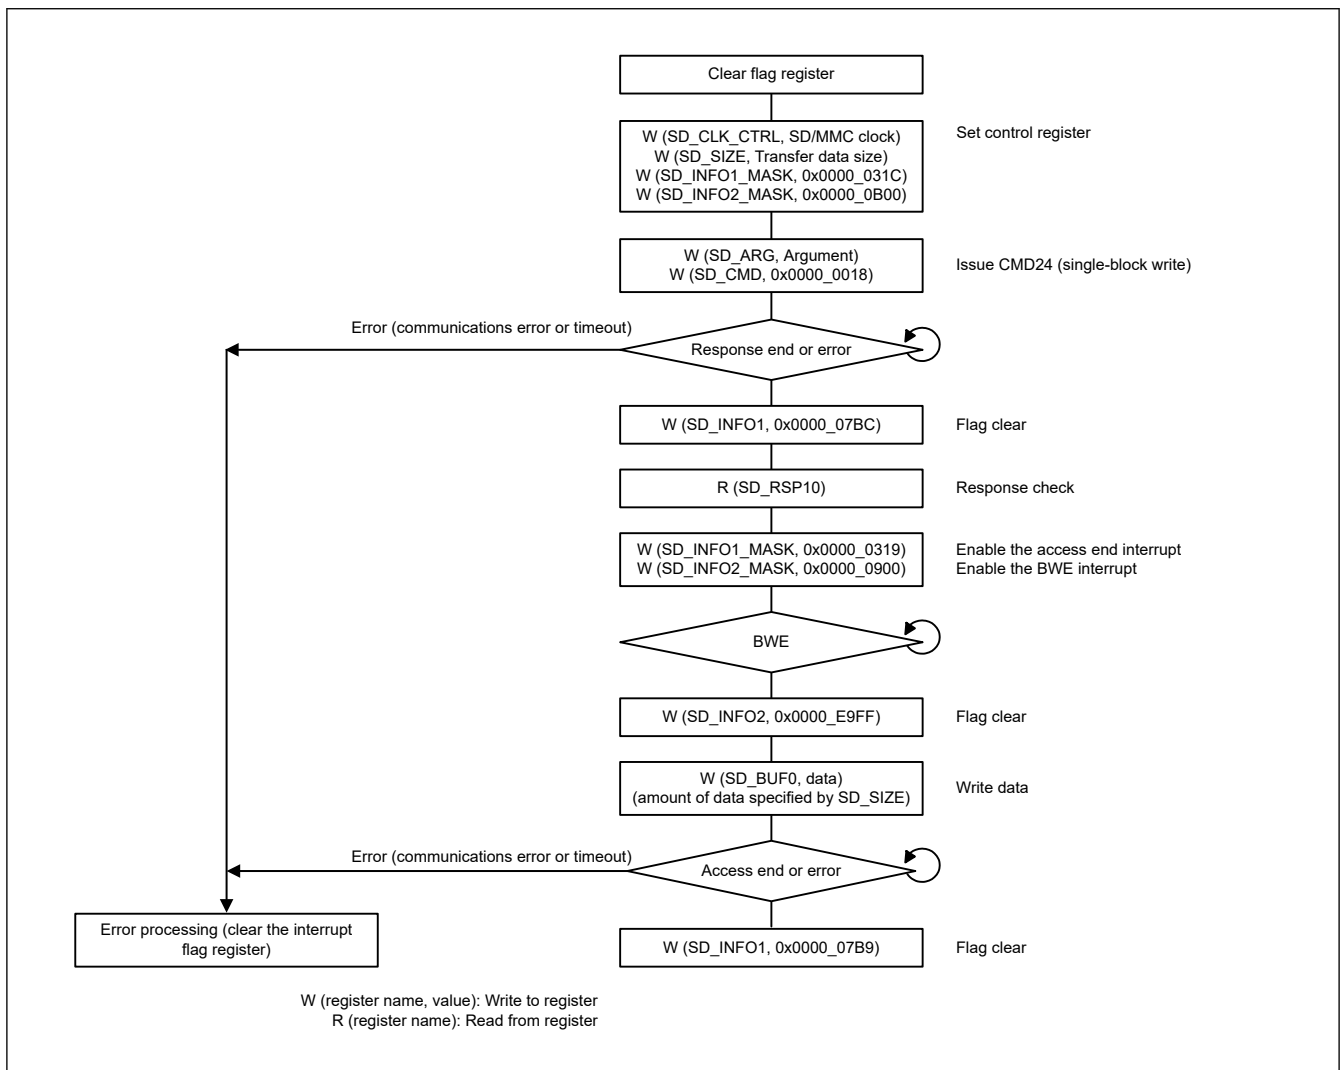 Clear flag register
W (SD_CLK_CTRL, SD/MMC clock)
W (SD_SIZE, Transfer data size)
W (SD_INFO1_MASK, 0x0000_031C)
W (SD_INFO2_MASK, 0x0000_0B00)
Set control register
W (SD_ARG, Argument)
W (SD_CMD, 0x0000_0018)
Issue CMD24 (single-block write)
Error (communications error or timeout)
Response end or error
W (SD_INFO1, 0x0000_07BC)
Flag clear
R (SD_RSP10)
Response check
W (SD_INFO1_MASK, 0x0000_0319)
W (SD_INFO2_MASK, 0x0000_0900)
Enable the access end interrupt
Enable the BWE interrupt
BWE
W (SD_INFO2, 0x0000_E9FF)
Flag clear
W (SD_BUF0, data)
(amount of data specified by SD_SIZE)
Write data
Error (communications error or timeout)
Access end or error
Error processing (clear the interrupt
flag register)
W (SD_INFO1, 0x0000_07B9)
Flag clear
W (register name, value): Write to register
R (register name): Read from register